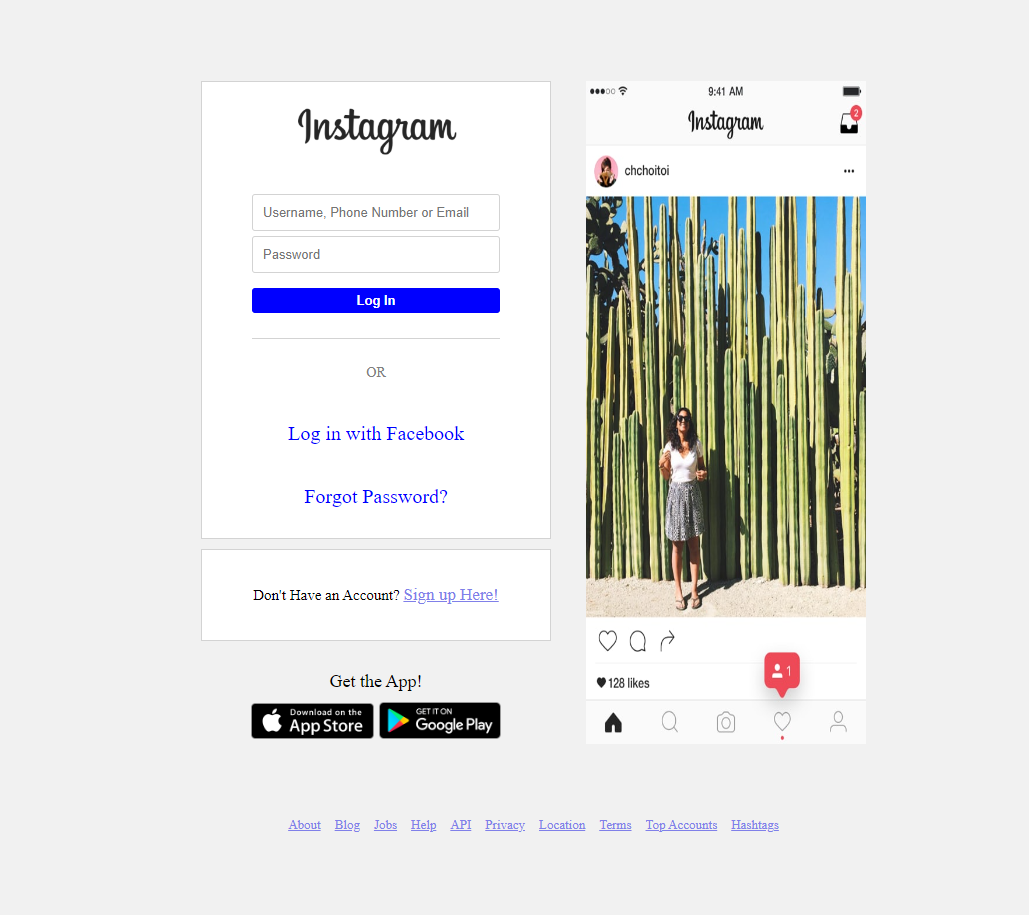 Instagram
Username, Phone Number or Email
Password
Log In
OR
Log in with Facebook
Forgot Password?
Don't Have an Account? Sign up Here!
Get the App!
Download on the
App Store
GET IT ON
Google Play
9:41 AM
Instagram
2
chchoitoi
1
128 likes
About Blog Jobs Help API Privacy Location Terms Top Accounts Hashtags